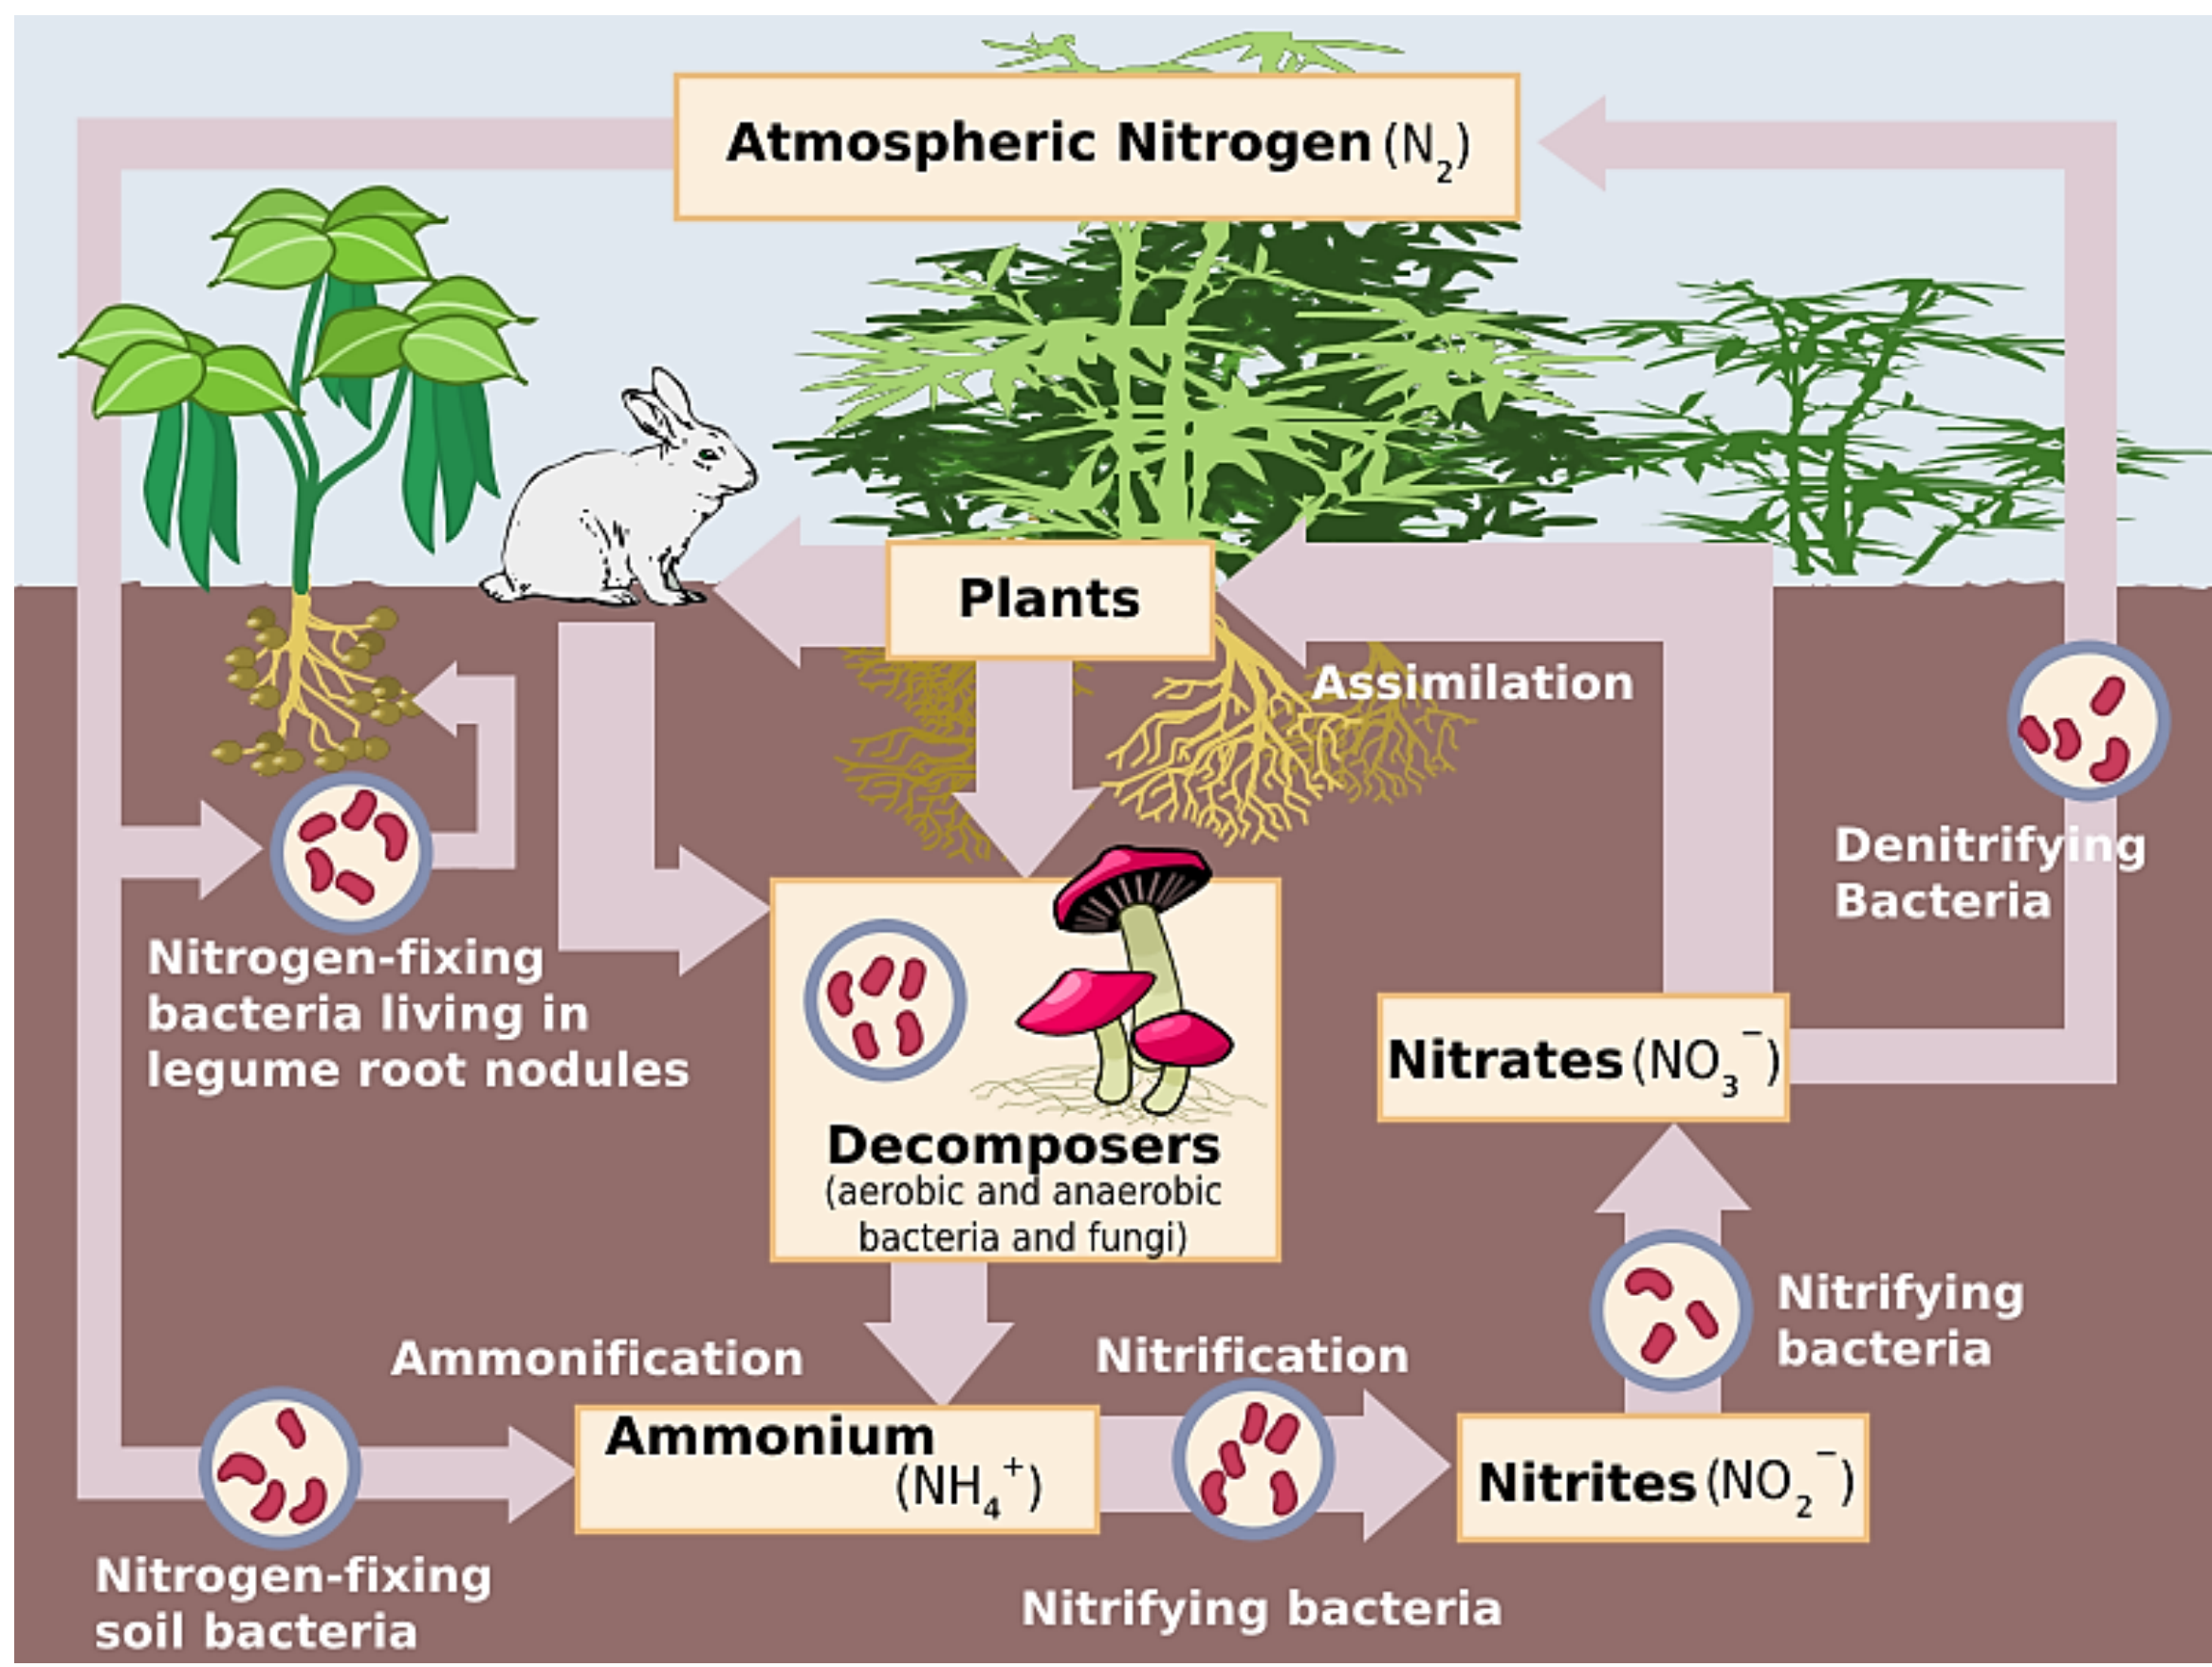 Atmospheric Nitrogen (N₂)
Plants
Assimilation
Denitrifying
Bacteria
Nitrogen-fixing
bacteria living in
legume root nodules
Decomposers
(aerobic and anaerobic
bacteria and fungi)
Nitrates (NO₃⁻)
Nitrifying
bacteria
Ammonification
Nitrification
Ammonium
(NH₄⁺)
Nitrites (NO₂⁻)
Nitrogen-fixing
soil bacteria
Nitrifying bacteria